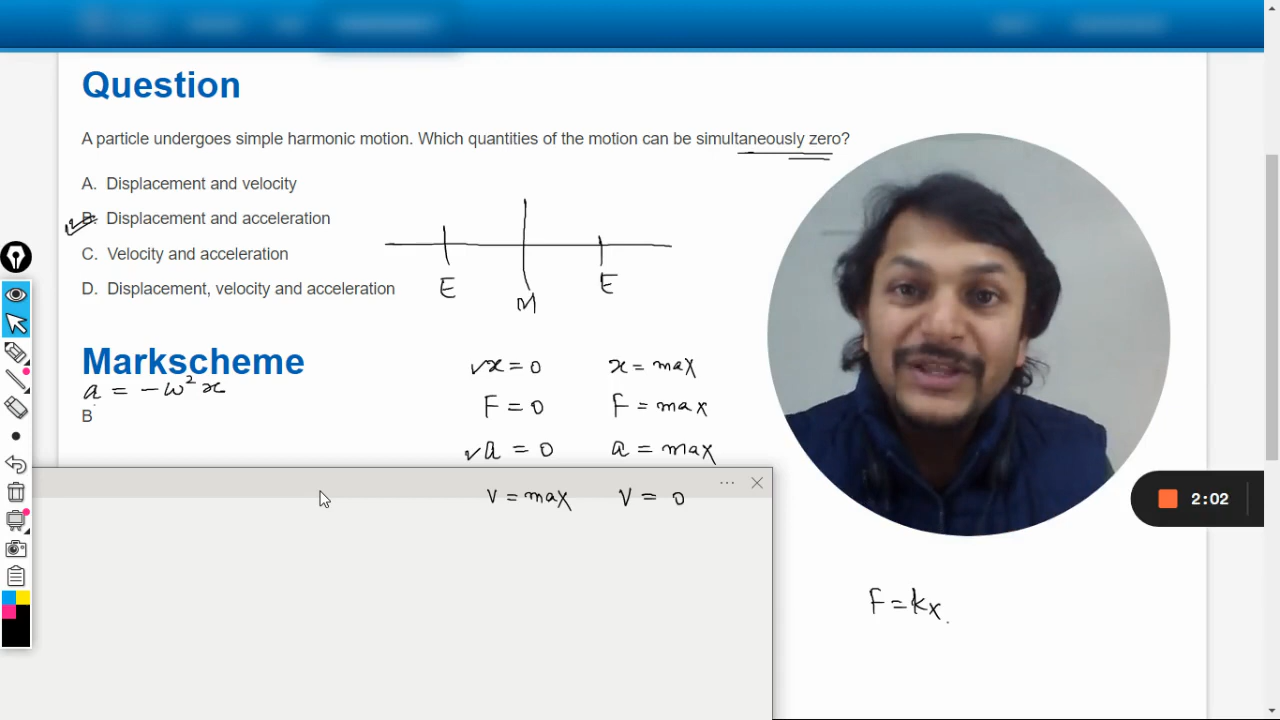 Question
A particle undergoes simple harmonic motion. Which quantities of the motion can be simultaneously zero?
A. Displacement and velocity
B. Displacement and acceleration
C. Velocity and acceleration
D. Displacement, velocity and acceleration
E M E
Markscheme
a = -ω² x
B
x = 0 x = max
F = 0 F = max
a = 0 a = max
V = max V = 0
2:02
F = kx